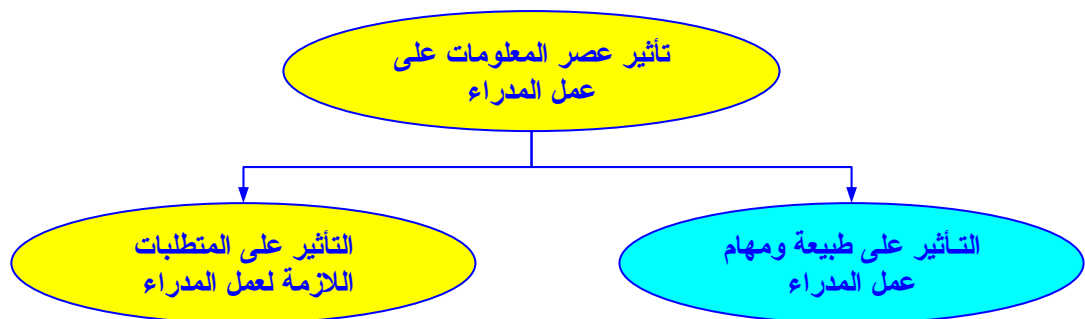 تأثير عصر المعلومات على
عمل المدراء
التـأثير على طبيعة ومهام
عمل المدراء
التأثير على المتطلبات
اللازمة لعمل المدراء